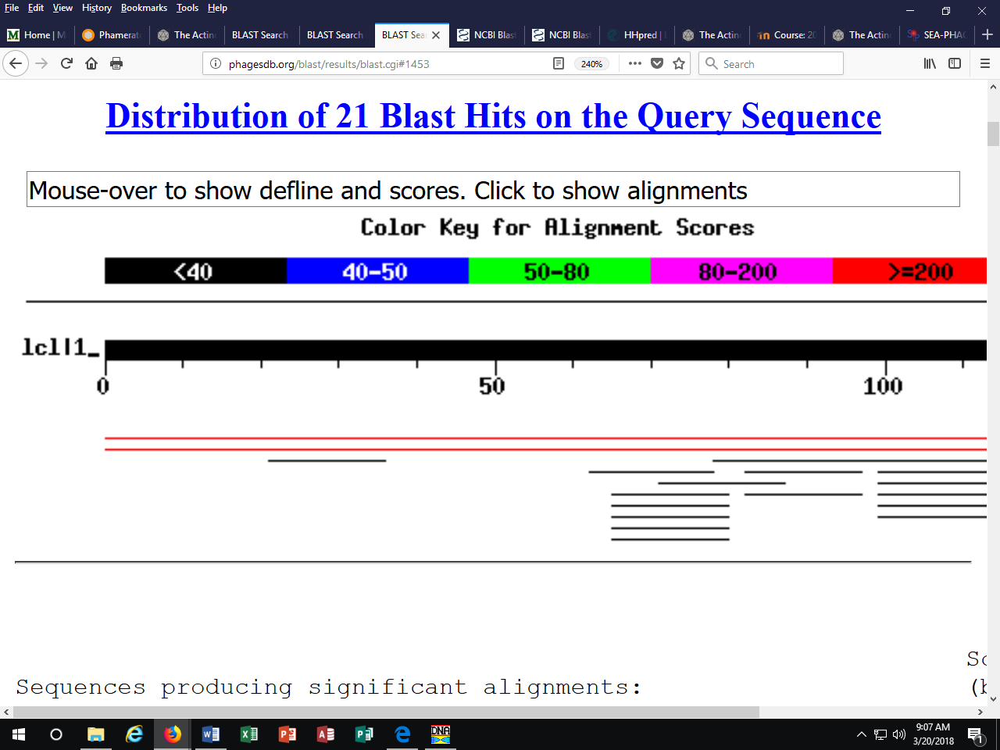 File Edit View History Bookmarks Tools Help
Home | M Phamerat The Actin BLAST Search BLAST Search BLAST Sea NCBI Blas NCBI Blas HHpred | The Actin Course: 20 The Actin SEA-PHAG
phagesdb.org/blast/results/blast.cgi#1453 240% Search
Distribution of 21 Blast Hits on the Query Sequence
Mouse-over to show defline and scores. Click to show alignments
Color Key for Alignment Scores
<40 40-50 50-80 80-200 >=200
lcl|1_
0 50 100
Sc
Sequences producing significant alignments: (b
9:07 AM
3/20/2018
1